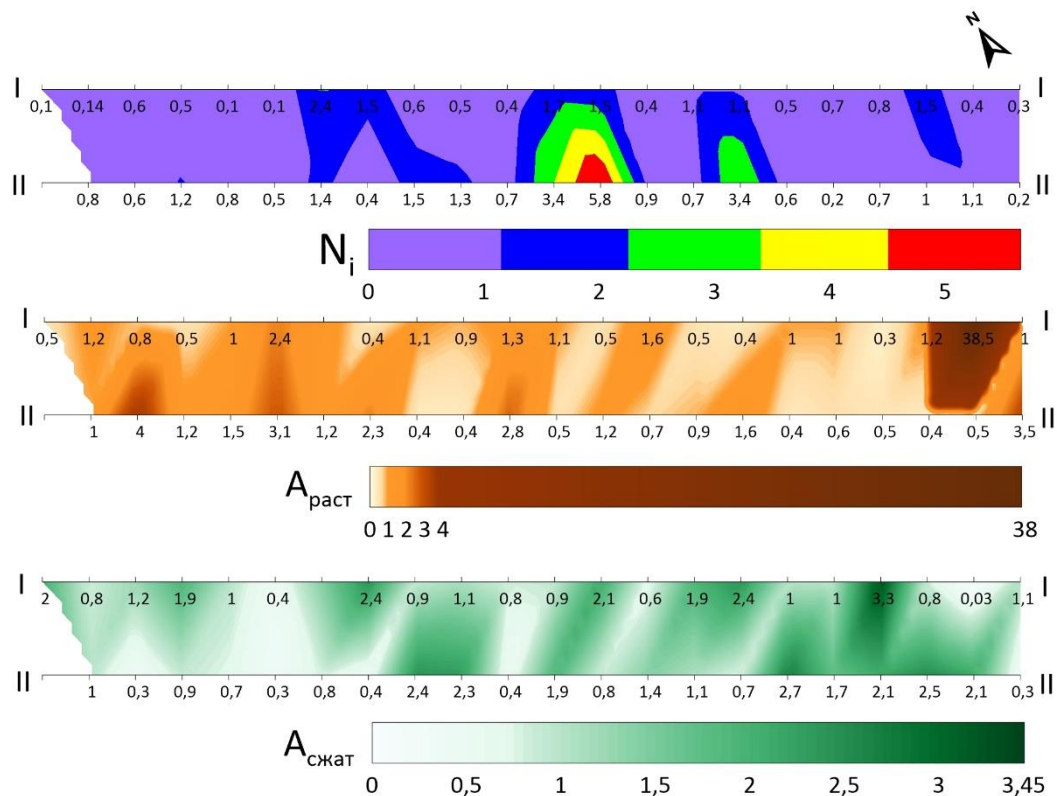 N
I I
0,1 0,14 0,6 0,5 0,1 0,1 2,4 1,5 0,6 0,5 0,4 1,7 1,5 0,4 1,1 1,1 0,5 0,7 0,8 1,5 0,4 0,3
II II
0,8 0,6 1,2 0,8 0,5 1,4 0,4 1,5 1,3 0,7 3,4 5,8 0,9 0,7 3,4 0,7 0,2 0,7 1 1,1 0,2
Ni
0 1 2 3 4 5
I I
0,5 1,2 0,8 0,5 1 2,4 0,4 1,1 0,9 1,3 1,1 0,5 1,6 0,5 0,4 1 1 0,3 1,2 38,5 1
II II
1 4 1,2 1,5 3,1 1,2 2,3 0,4 0,4 2,8 0,5 1,2 0,7 0,9 1,6 0,4 0,6 0,5 0,4 0,5 3,5
Aраст
0 1 2 3 4 38
I I
2 0,8 1,2 1,9 1 0,4 2,4 0,9 1,1 0,8 0,9 2,1 0,6 1,9 2,4 1 1 3,3 0,8 0,03 1,1
II II
1 0,3 0,9 0,7 0,3 0,8 0,4 2,4 2,3 0,4 1,9 0,8 1,4 1,1 0,7 2,7 1,7 2,1 2,5 2,1 0,3
Aсжат
0 0,5 1 1,5 2 2,5 3 3,45